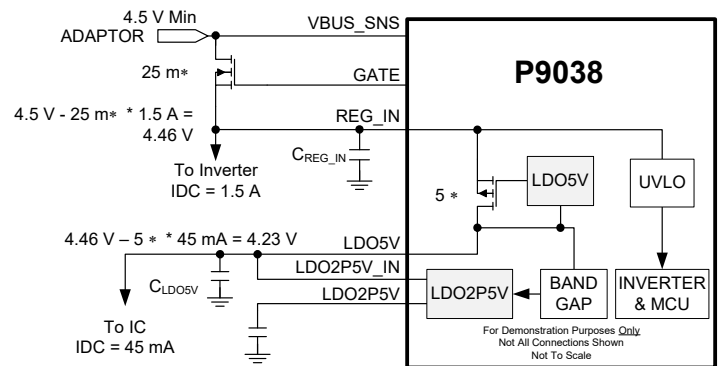 4.5 V Min
ADAPTOR
VBUS_SNS
25 m*
GATE
P9038
4.5 V - 25 m* * 1.5 A =
4.46 V
REG_IN
CREG_IN
To Inverter
IDC = 1.5 A
5 *
LDO5V
UVLO
4.46 V – 5 * * 45 mA = 4.23 V
LDO5V
LDO2P5V_IN
CLDO5V
LDO2P5V
LDO2P5V
BAND
GAP
INVERTER
& MCU
To IC
IDC = 45 mA
For Demonstration Purposes Only
Not All Connections Shown
Not To Scale